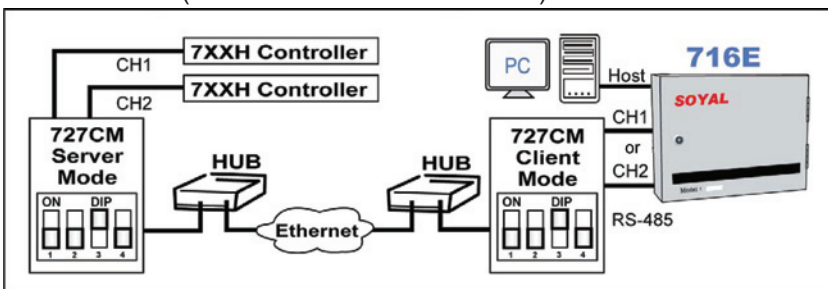 CH1
7XXH Controller
CH2
7XXH Controller
727CM
Server
Mode
ON DIP
1 2 3 4
HUB
Ethernet
HUB
PC
716E
Host
SOYAL
CH1
or
CH2
RS-485
727CM
Client
Mode
ON DIP
1 2 3 4